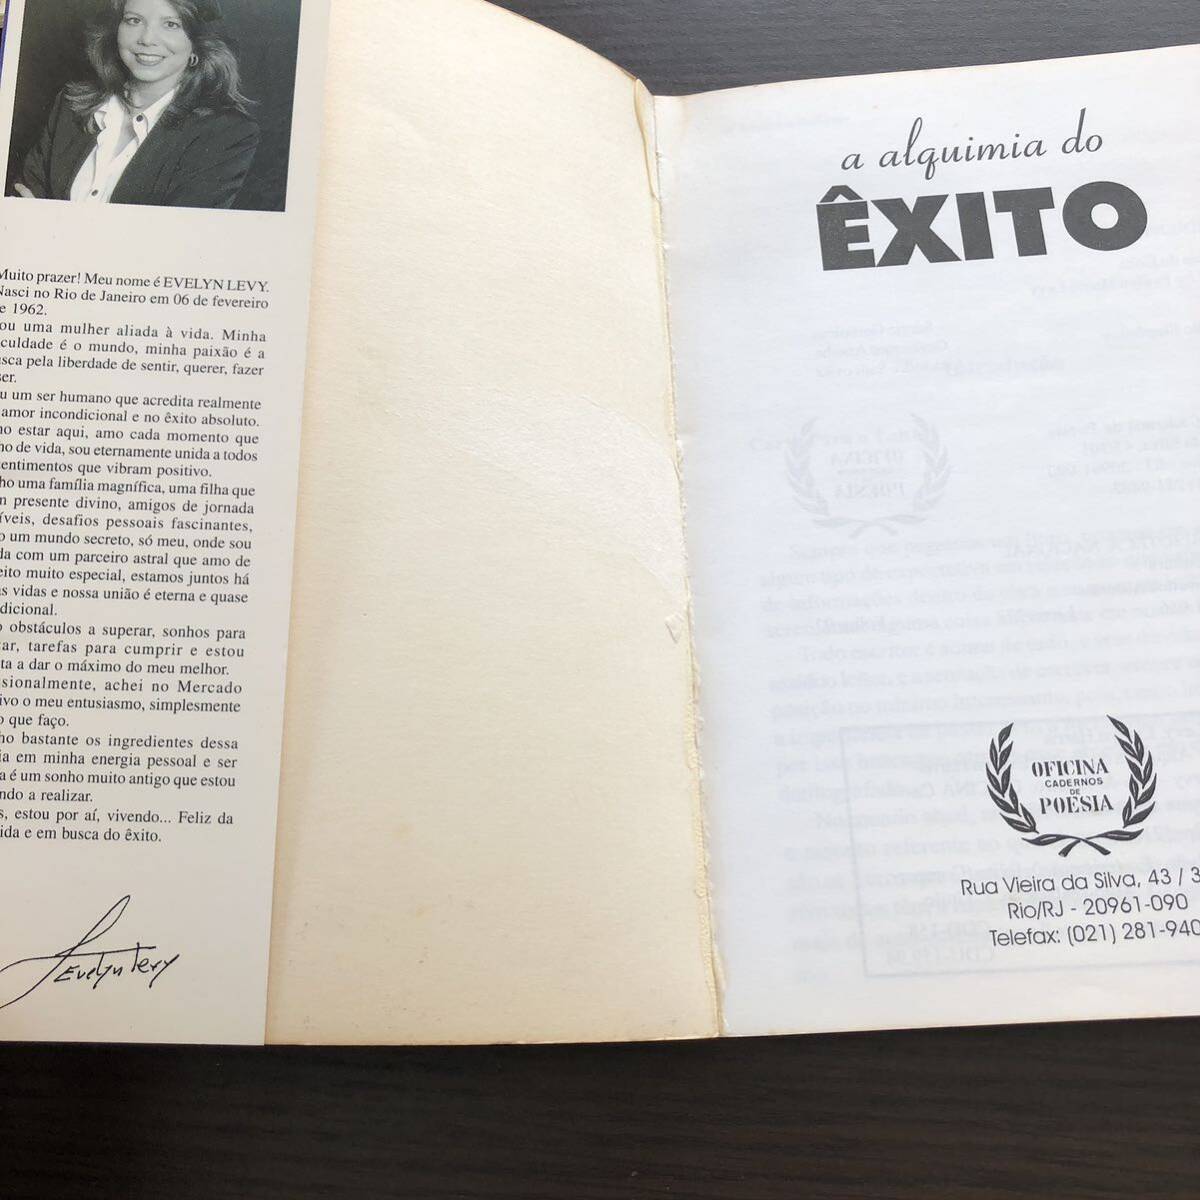 Muito prazer! Meu nome é EVELYN LEVY.
Nasci no Rio de Janeiro em 06 de fevereiro
e 1962.
ou uma mulher aliada à vida. Minha
culdade é o mundo, minha paixão é a
usca pela liberdade de sentir, querer, fazer
ser.
u um ser humano que acredita realmente
amor incondicional e no êxito absoluto.
no estar aqui, amo cada momento que
ho de vida, sou eternamente unida a todos
entimentos que vibram positivo.
ho uma família magnífica, uma filha que
n presente divino, amigos de jornada
íveis, desafios pessoais fascinantes,
o um mundo secreto, só meu, onde sou
da com um parceiro astral que amo de
eito muito especial, estamos juntos há
as vidas e nossa união é eterna e quase
dicional.
o obstáculos a superar, sonhos para
ar, tarefas para cumprir e estou
ta a dar o máximo do meu melhor.
ssionalmente, achei no Mercado
ivo o meu entusiasmo, simplesmente
o que faço.
ho bastante os ingredientes dessa
ia em minha energia pessoal e ser
a é um sonho muito antigo que estou
ndo a realizar.
s, estou por aí, vivendo... Feliz da
ida e em busca do êxito.
Evelyn Levy
a alquimia do
ÊXITO
OFICINA
CADERNOS
DE
POESIA
Rua Vieira da Silva, 43 / 3
Rio/RJ - 20961-090
Telefax: (021) 281-940